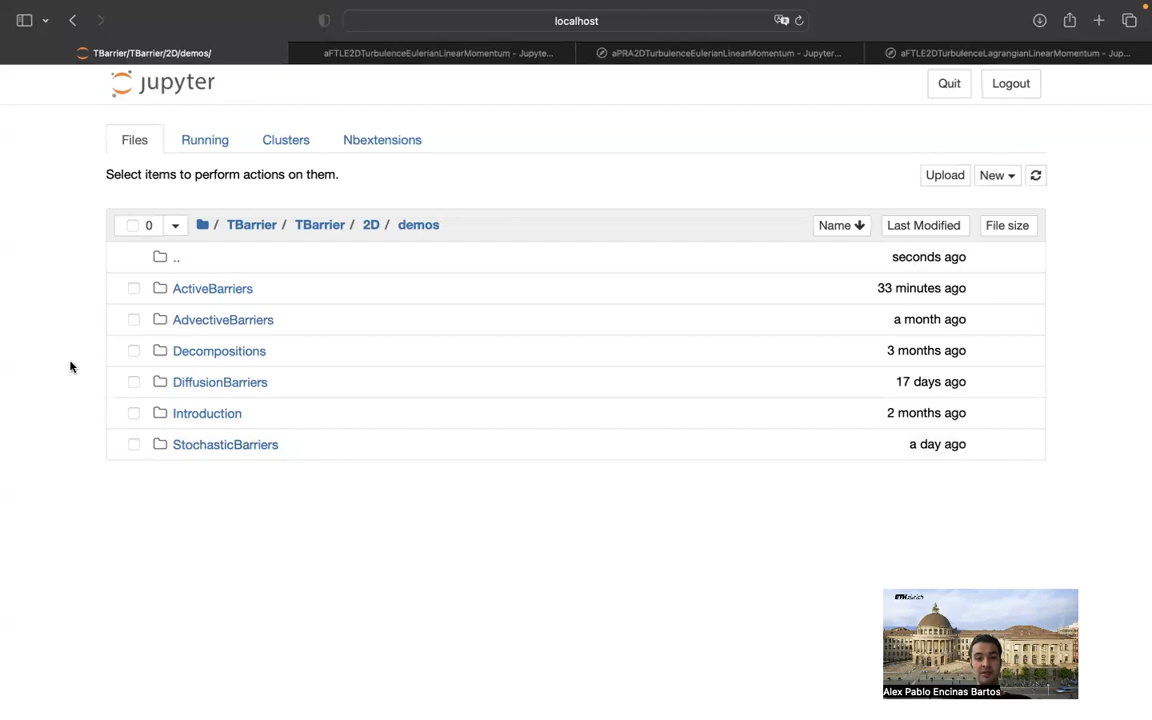 localhost
TBarrier/TBarrier/2D/demos/
aFTLE2DTurbulenceEulerianLinearMomentum - Jupyte...
aPRA2DTurbulenceEulerianLinearMomentum - Jupyter...
aFTLE2DTurbulenceLagrangianLinearMomentum - Jup...
jupyter
Quit
Logout
Files
Running
Clusters
Nbextensions
Select items to perform actions on them.
Upload
New
0
/ TBarrier / TBarrier / 2D / demos
Name
Last Modified
File size
..
seconds ago
ActiveBarriers
33 minutes ago
AdvectiveBarriers
a month ago
Decompositions
3 months ago
DiffusionBarriers
17 days ago
Introduction
2 months ago
StochasticBarriers
a day ago
ETH zürich
Alex Pablo Encinas Bartos